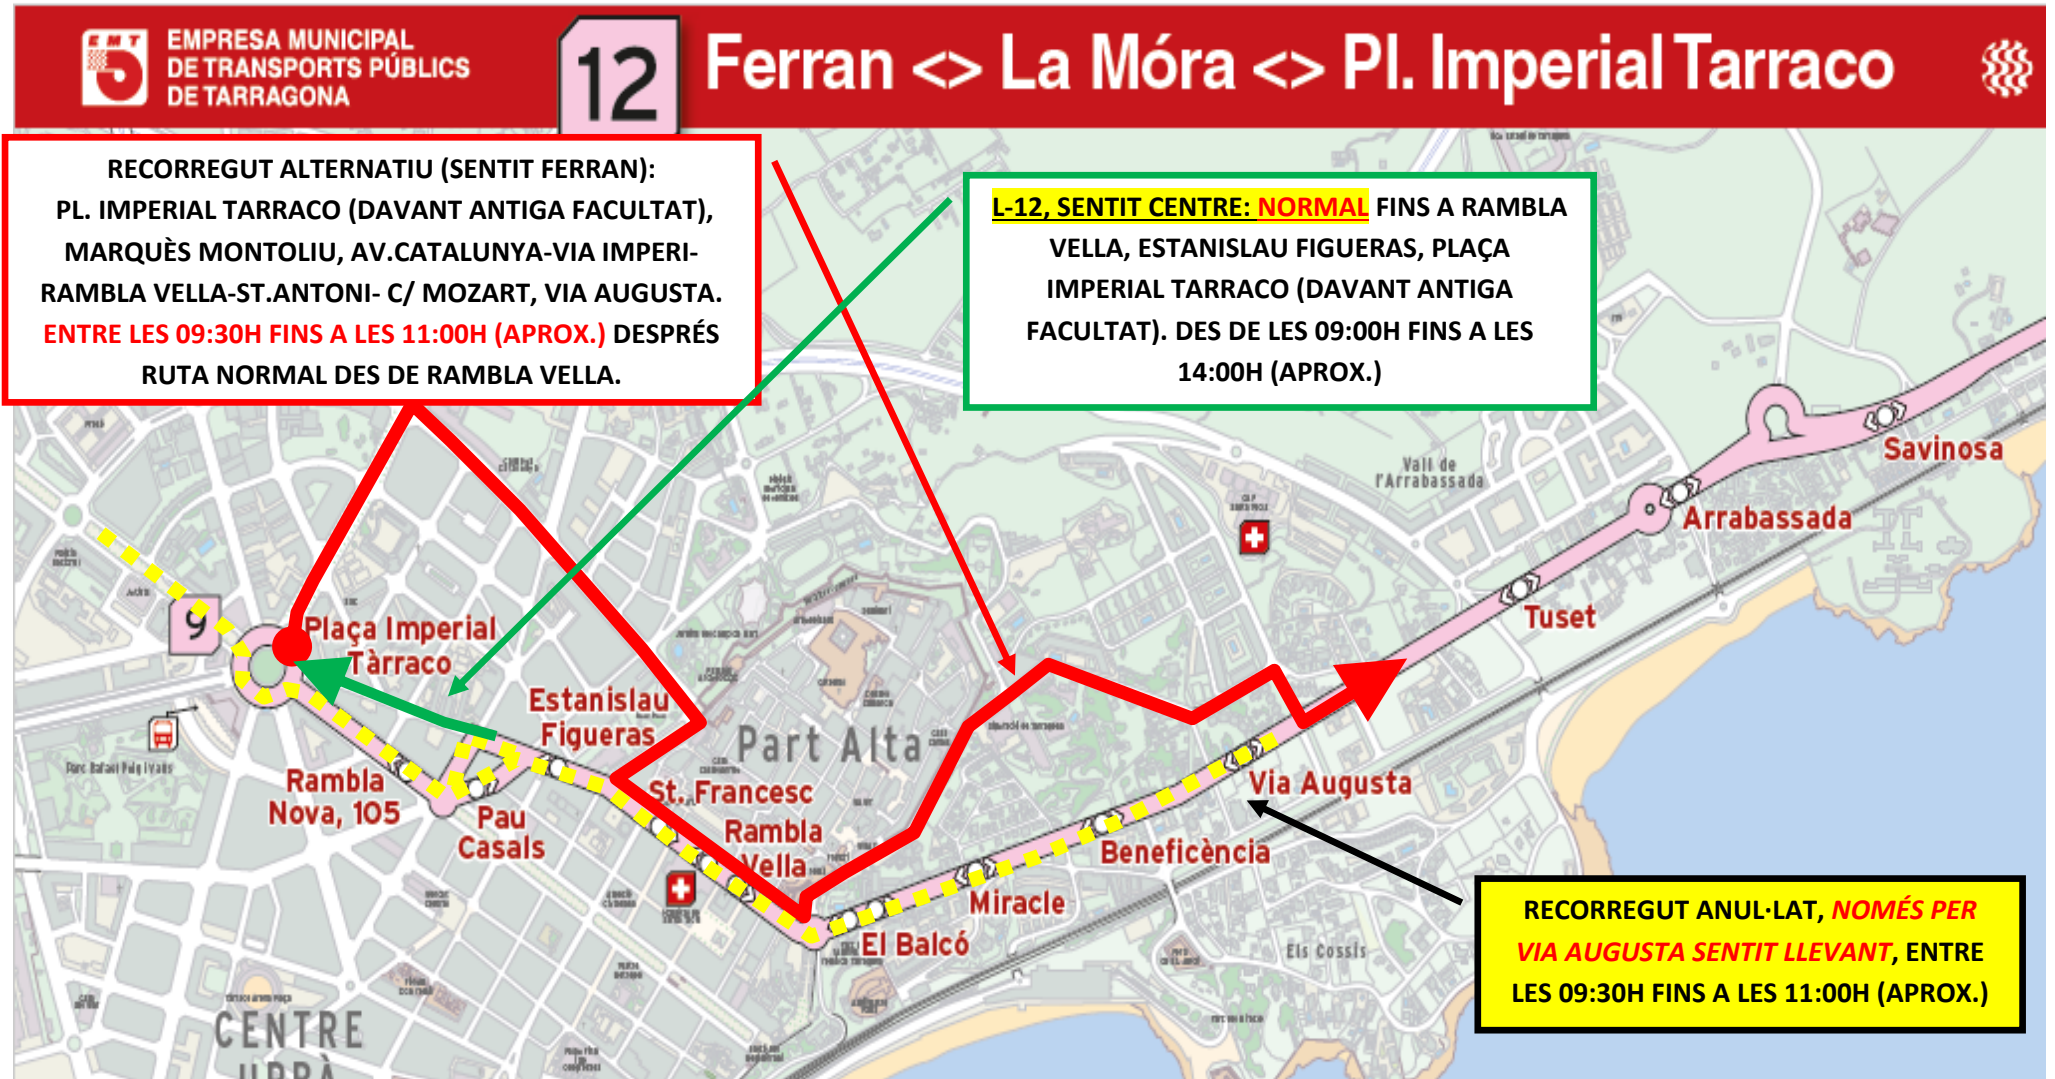 EMT
EMPRESA MUNICIPAL
DE TRANSPORTS PÚBLICS
DE TARRAGONA
12
Ferran <> La Móra <> Pl. Imperial Tarraco
RECORREGUT ALTERNATIU (SENTIT FERRAN):
PL. IMPERIAL TARRACO (DAVANT ANTIGA FACULTAT),
MARQUÈS MONTOLIU, AV.CATALUNYA-VIA IMPERI-
RAMBLA VELLA-ST.ANTONI- C/ MOZART, VIA AUGUSTA.
ENTRE LES 09:30H FINS A LES 11:00H (APROX.) DESPRÉS
RUTA NORMAL DES DE RAMBLA VELLA.
L-12, SENTIT CENTRE: NORMAL FINS A RAMBLA
VELLA, ESTANISLAU FIGUERAS, PLAÇA
IMPERIAL TARRACO (DAVANT ANTIGA
FACULTAT). DES DE LES 09:00H FINS A LES
14:00H (APROX.)
Savinosa
Vall de
l'Arrabassada
Arrabassada
Tuset
9
Plaça Imperial
Tàrraco
Estanislau
Figueras
Part Alta
Parc Rafael Puig i Valls
Rambla
Nova, 105
Pau
Casals
St. Francesc
Rambla
Vella
Via Augusta
Beneficència
Miracle
El Balcó
Els Cossis
RECORREGUT ANUL·LAT, NOMÉS PER
VIA AUGUSTA SENTIT LLEVANT, ENTRE
LES 09:30H FINS A LES 11:00H (APROX.)
CENTRE
URBÀ